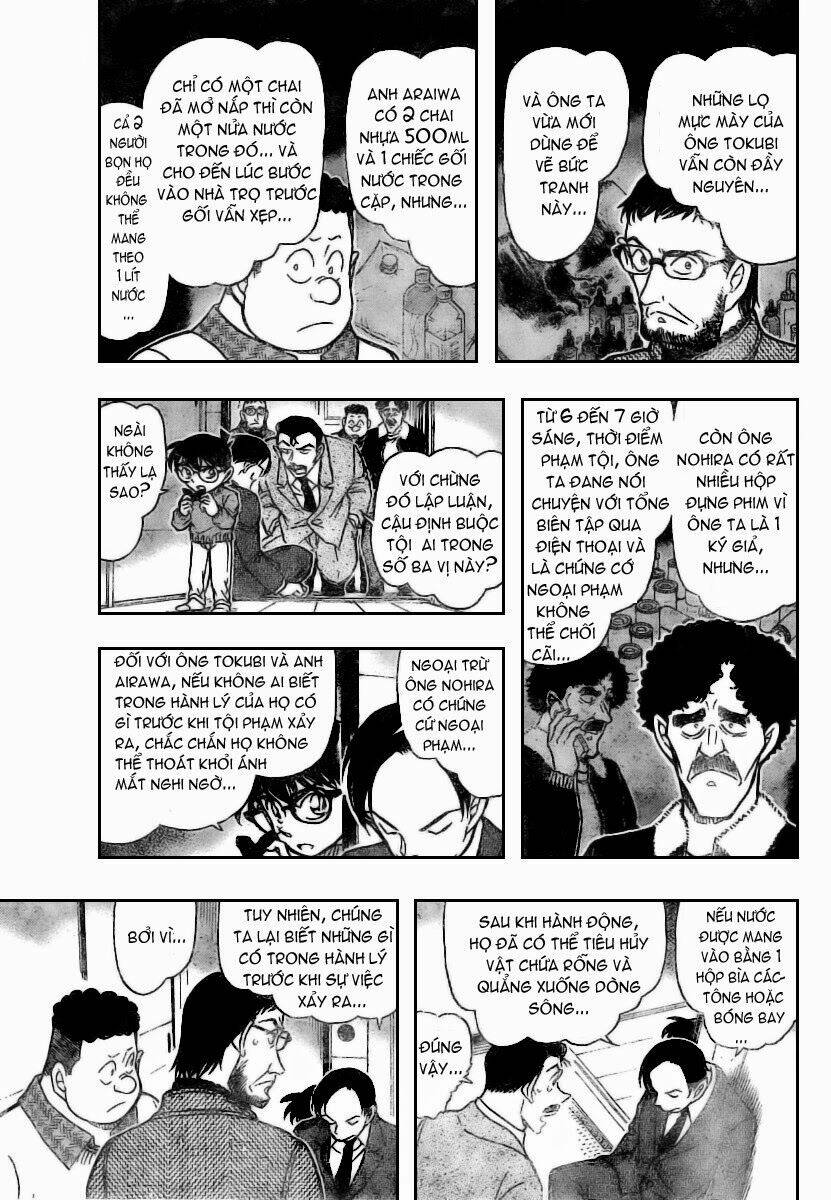 NHỮNG LỌ
MỰC MÀY CỦA
ÔNG TOKUBI
VẪN CÒN ĐẦY
NGUYÊN...
VÀ ÔNG TA
VỪA MỚI
DÙNG ĐỂ
VẼ BỨC
TRANH
NÀY...
ANH ARAIWA
CÓ 2 CHAI
NHỰA 500ML
VÀ 1 CHIẾC GỐI
NƯỚC TRONG
CẶP, NHƯNG...
CHỈ CÓ MỘT CHAI
ĐÃ MỞ NẮP THÌ CÒN
MỘT NỬA NƯỚC
TRONG ĐÓ... VÀ
CHO ĐẾN LÚC BƯỚC
VÀO NHÀ TRỌ TRƯỚC
GỐI VẪN XẸP...
CẢ 2
NGƯỜI
BỌN HỌ
ĐỀU
KHÔNG
THỂ
MANG
THEO
1 LÍT
NƯỚC
...
CÒN ÔNG
NOHIRA CÓ RẤT
NHIỀU HỘP
ĐỰNG PHIM VÌ
ÔNG TA LÀ 1
KÝ GIẢ,
NHƯNG...
TỪ 6 ĐẾN 7 GIỜ
SÁNG, THỜI ĐIỂM
PHẠM TỘI, ÔNG
TA ĐANG NÓI
CHUYỆN VỚI TỔNG
BIÊN TẬP QUA
ĐIỆN THOẠI VÀ
LÀ CHỨNG CÓ
NGOẠI PHẠM
KHÔNG
THỂ CHỐI
CÃI...
VỚI CHỪNG
ĐÓ LẬP LUẬN,
CẬU ĐỊNH BUỘC
TỘI AI TRONG
SỐ BA VỊ NÀY?
NGÀI
KHÔNG
THẤY LẠ
SAO?
NGOẠI TRỪ
ÔNG NOHIRA
CÓ CHỨNG
CỨ NGOẠI
PHẠM...
ĐỐI VỚI ÔNG TOKUBI VÀ ANH
AIRAWA, NẾU KHÔNG AI BIẾT
TRONG HÀNH LÝ CỦA HỌ CÓ
GÌ TRƯỚC KHI TỘI PHẠM XẢY
RA, CHẮC CHẮN HỌ KHÔNG
THỂ THOÁT KHỎI ÁNH
MẮT NGHI NGỜ...
NẾU NƯỚC
ĐƯỢC MANG
VÀO BẰNG 1
HỘP BÌA CÁC-
TÔNG HOẶC
BÓNG BAY
...
SAU KHI HÀNH ĐỘNG,
HỌ ĐÃ CÓ THỂ TIÊU HỦY
VẬT CHỨA RỖNG VÀ
QUẲNG XUỐNG DÒNG
SÔNG...
ĐÚNG
VẬY...
TUY NHIÊN, CHÚNG
TA LẠI BIẾT NHỮNG GÌ
CÓ TRONG HÀNH LÝ
TRƯỚC KHI SỰ VIỆC
XẢY RA...
BỞI VÌ...